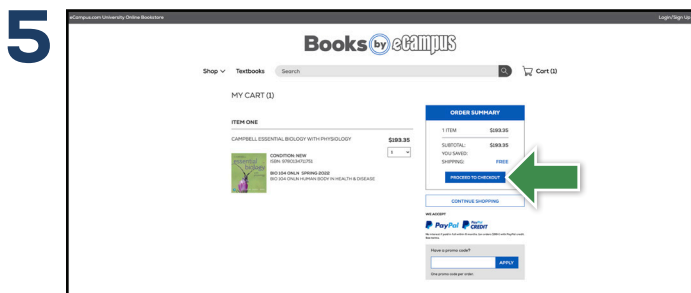 5
eCampus.com University Online Bookstore
Login/Sign Up
Books by eCampus
Shop Textbooks Search Cart (1)
MY CART (1)
ITEM ONE
CAMPBELL ESSENTIAL BIOLOGY WITH PHYSIOLOGY $193.35
1
CONDITION: NEW
BIO 104 ONLN SPRING 2022
BIO 104 ONLN HUMAN BODY IN HEALTH & DISEASE
essential
biology
ORDER SUMMARY
1 ITEM $193.35
SUBTOTAL: $193.35
YOU SAVED:
SHIPPING: FREE
PROCEED TO CHECKOUT
CONTINUE SHOPPING
WE ACCEPT
PayPal PayPal CREDIT
Have a promo code?
APPLY
One promo code per order.